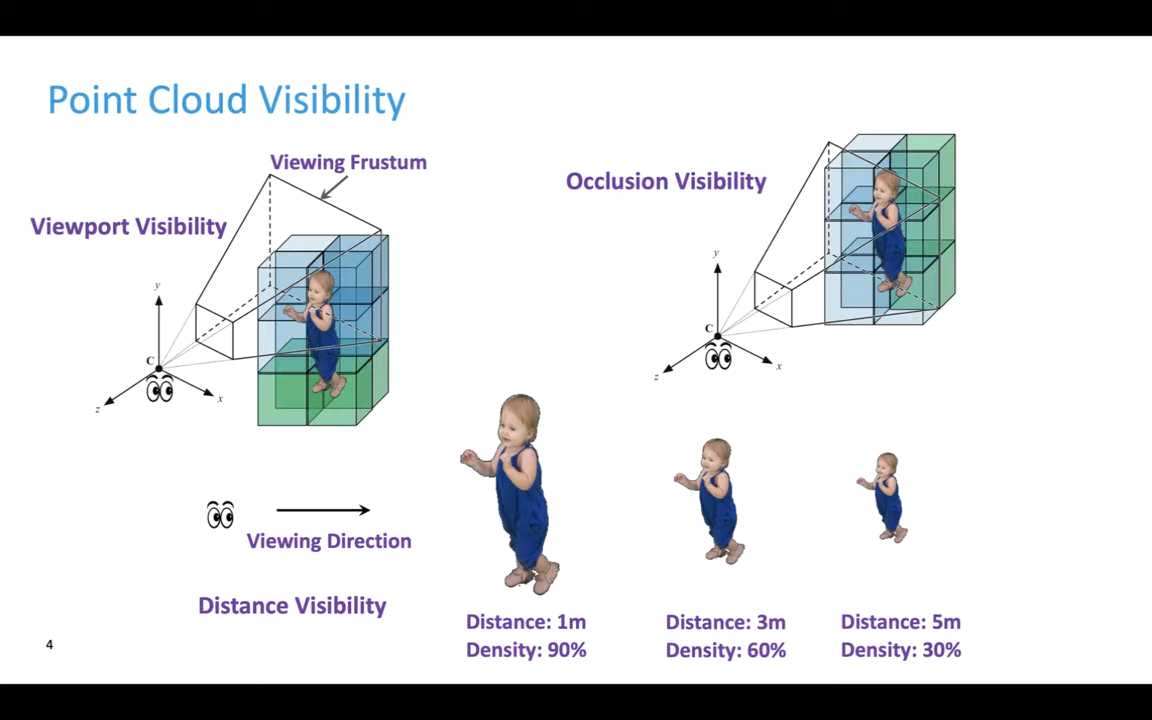 Point Cloud Visibility
Viewing Frustum
Viewport Visibility
y
C
z
x
Occlusion Visibility
y
C
z
x
Viewing Direction
Distance Visibility
Distance: 1m
Density: 90%
Distance: 3m
Density: 60%
Distance: 5m
Density: 30%
4